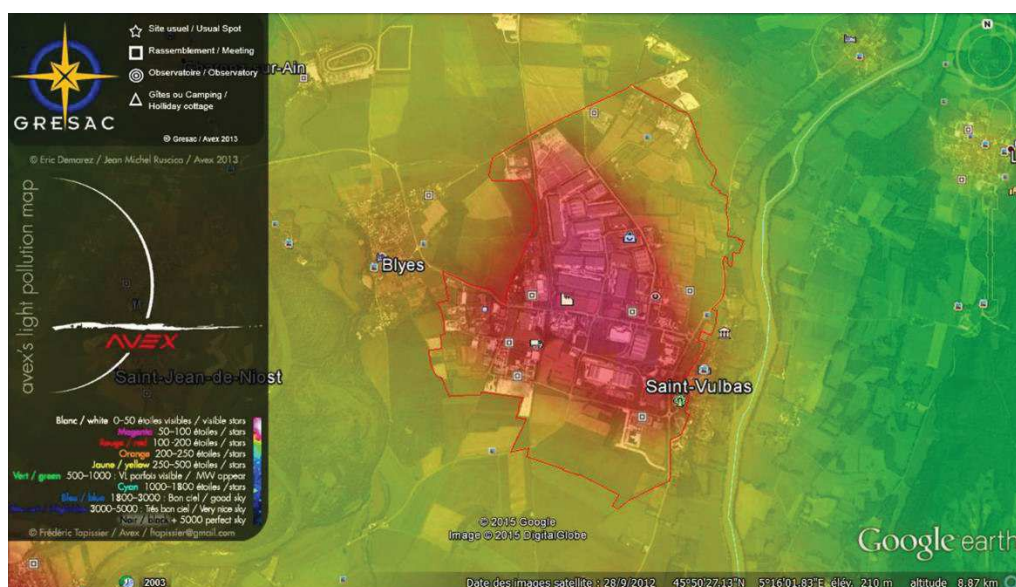 Site usuel / Usual Spot
Rassemblement / Meeting
Observatoire / Observatory
Gîtes ou Camping /
Holliday cottage
© Gresac / Avex 2013
GRESAC
© Eric Demarez / Jean Michel Ruscica / Avex 2013
sur-Ain
avex's light pollution map
AVEX
Blyes
Saint-Jean-de-Niost
Saint-Vulbas
Blanc / white 0–50 étoiles visibles / visible stars
Magenta 50–100 étoiles / stars
Rouge / red 100-200 étoiles / stars
Orange 200–250 étoiles / stars
Jaune / yellow 250–500 étoiles / stars
Vert / green 500–1000 : VL parfois visible / MW appear
Cyan 1000–1800 étoiles / stars
Bleu / blue 1800–3000 : Bon ciel / good sky
3000–5000 : Très bon ciel / Very nice sky
Noir / black + 5000 perfect sky
© Frédéric Tapissier / Avex / ftapissier@gmail.com
N
L
© 2015 Google
Image © 2015 DigitalGlobe
Google earth
2003
Date des images satellite : 28/9/2012 45°50'27.13"N 5°16'01.83"E élév. 210 m altitude 8.87 km